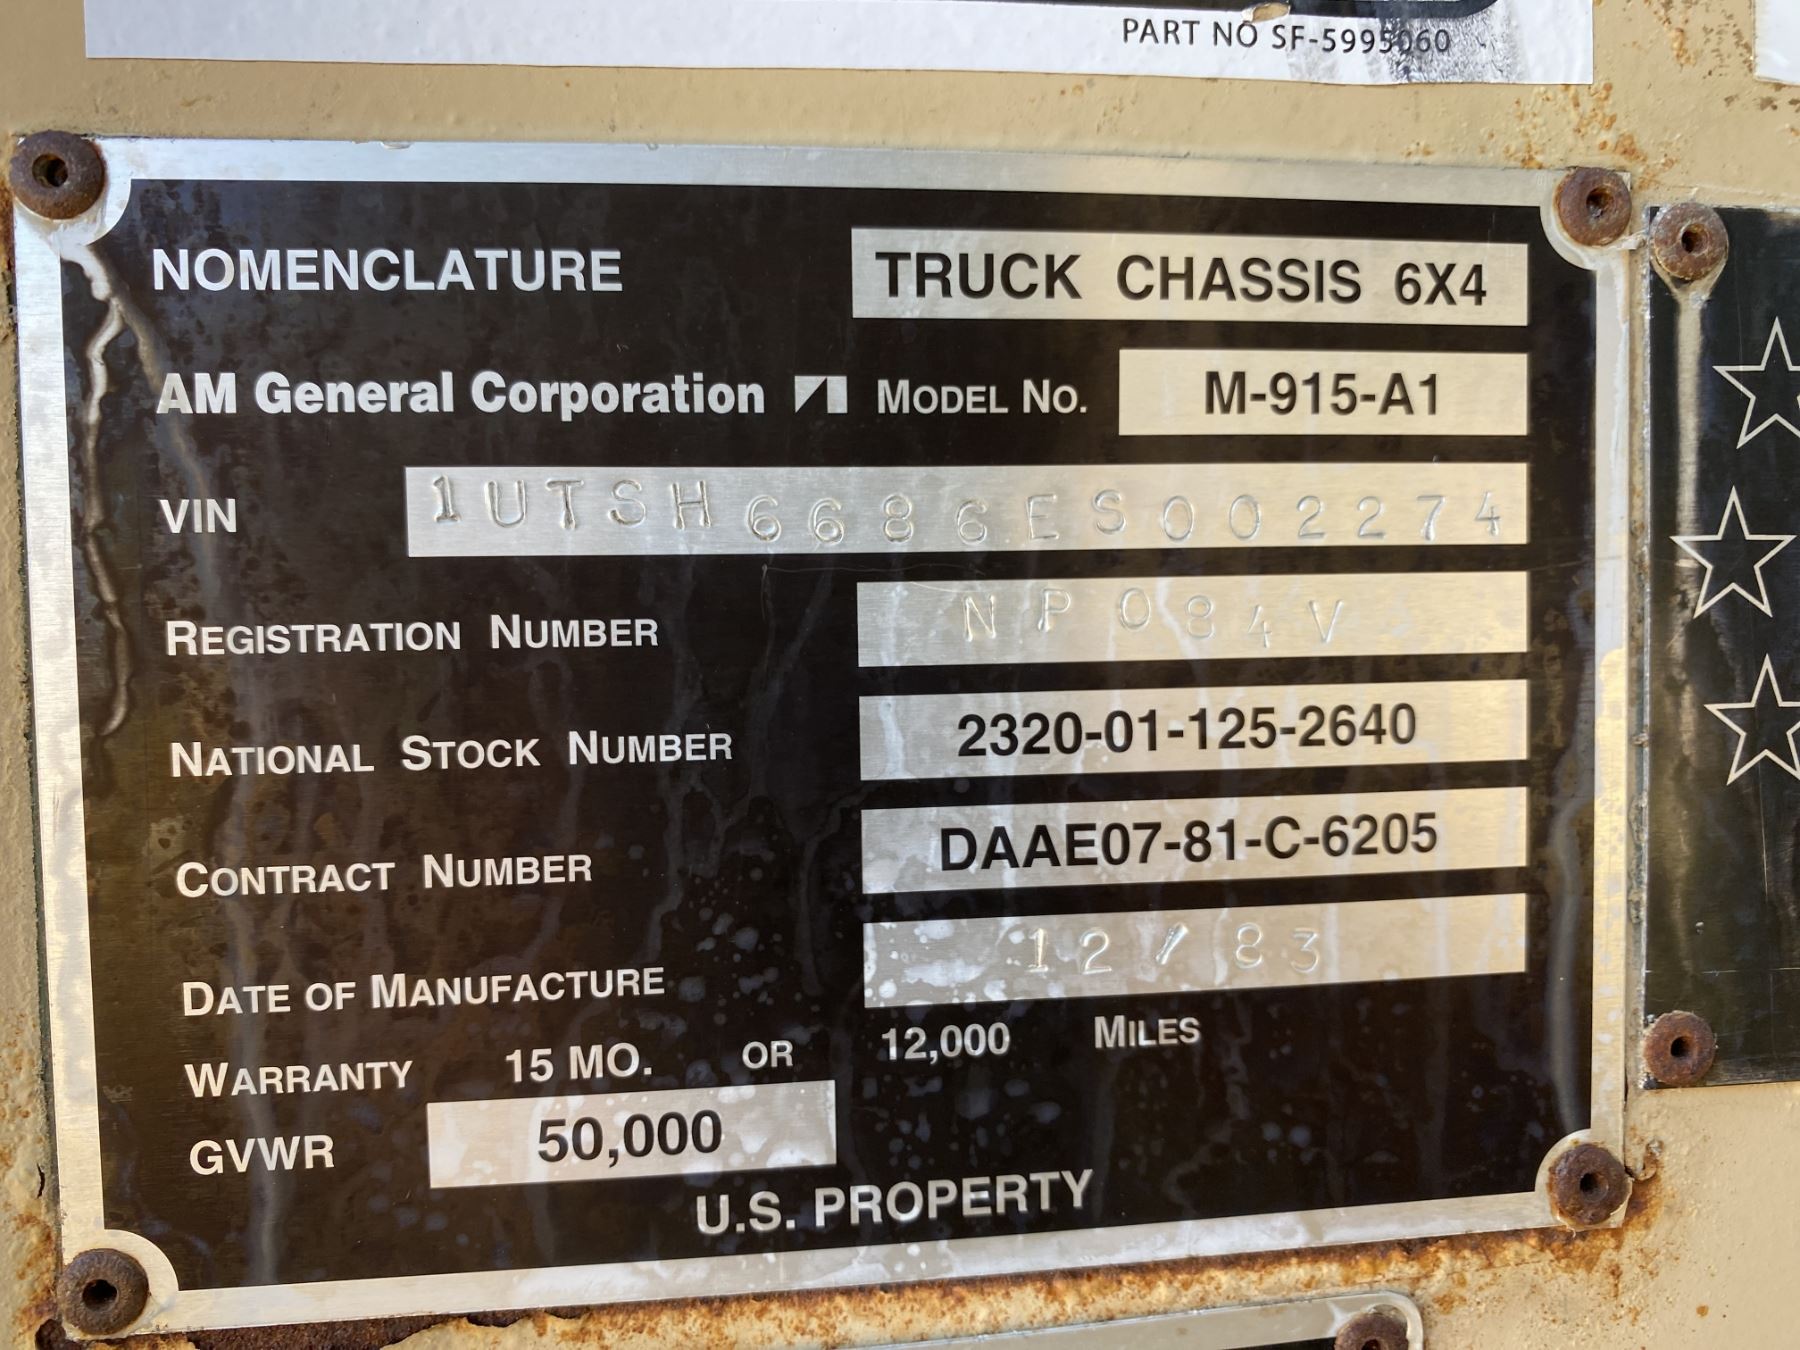 PART NO SF-5995060
NOMENCLATURE TRUCK CHASSIS 6X4
AM General Corporation MODEL NO. M-915-A1
VIN 1UTSH6686ES002274
REGISTRATION NUMBER NP084V
NATIONAL STOCK NUMBER 2320-01-125-2640
CONTRACT NUMBER DAAE07-81-C-6205
DATE OF MANUFACTURE 12/83
WARRANTY 15 MO. OR 12,000 MILES
GVWR 50,000
U.S. PROPERTY